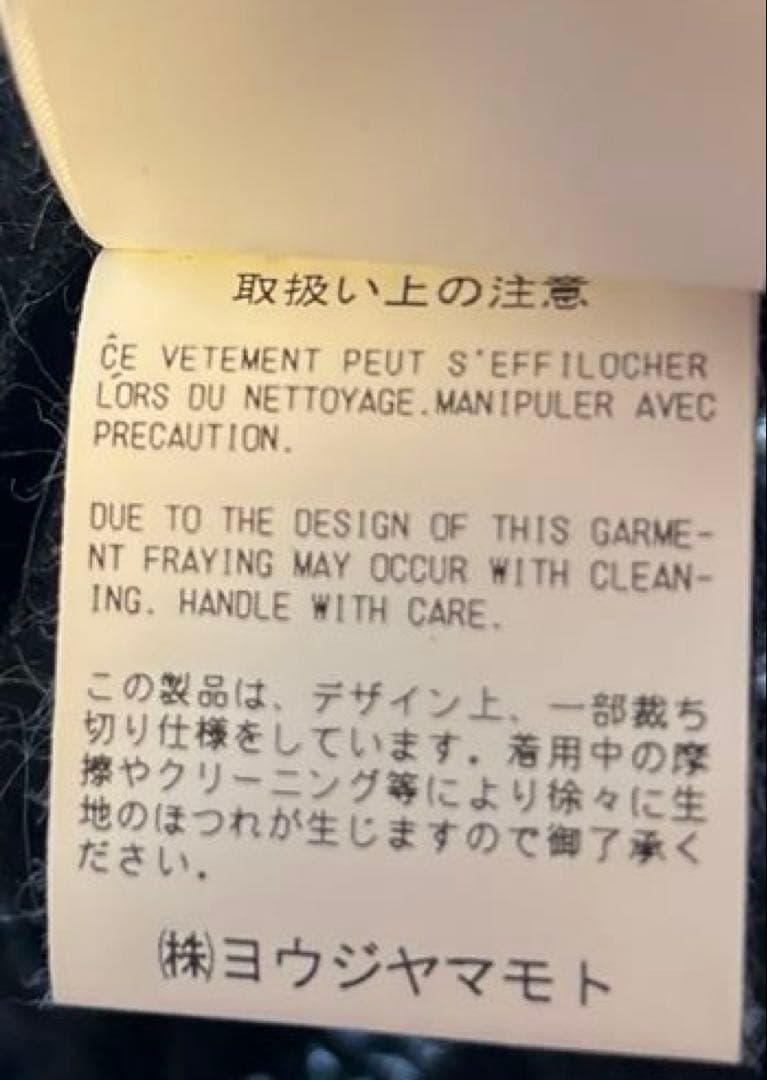 取扱い上の注意
CE VETEMENT PEUT S'EFFILOCHER
LORS DU NETTOYAGE.MANIPULER AVEC
PRECAUTION.
DUE TO THE DESIGN OF THIS GARME-
NT FRAYING MAY OCCUR WITH CLEAN-
ING. HANDLE WITH CARE.
この製品は、デザイン上、一部裁ち
切り仕様をしています。着用中の摩
擦やクリーニング等により徐々に生
地のほつれが生じますので御了承く
ださい。
㈱ヨウジヤマモト